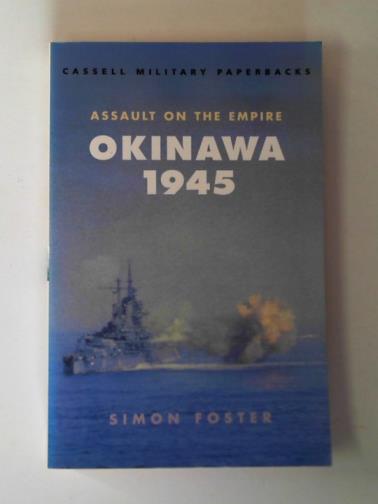 CASSELL MILITARY PAPERBACKS
ASSAULT ON THE EMPIRE
OKINAWA
1945
SIMON FOSTER